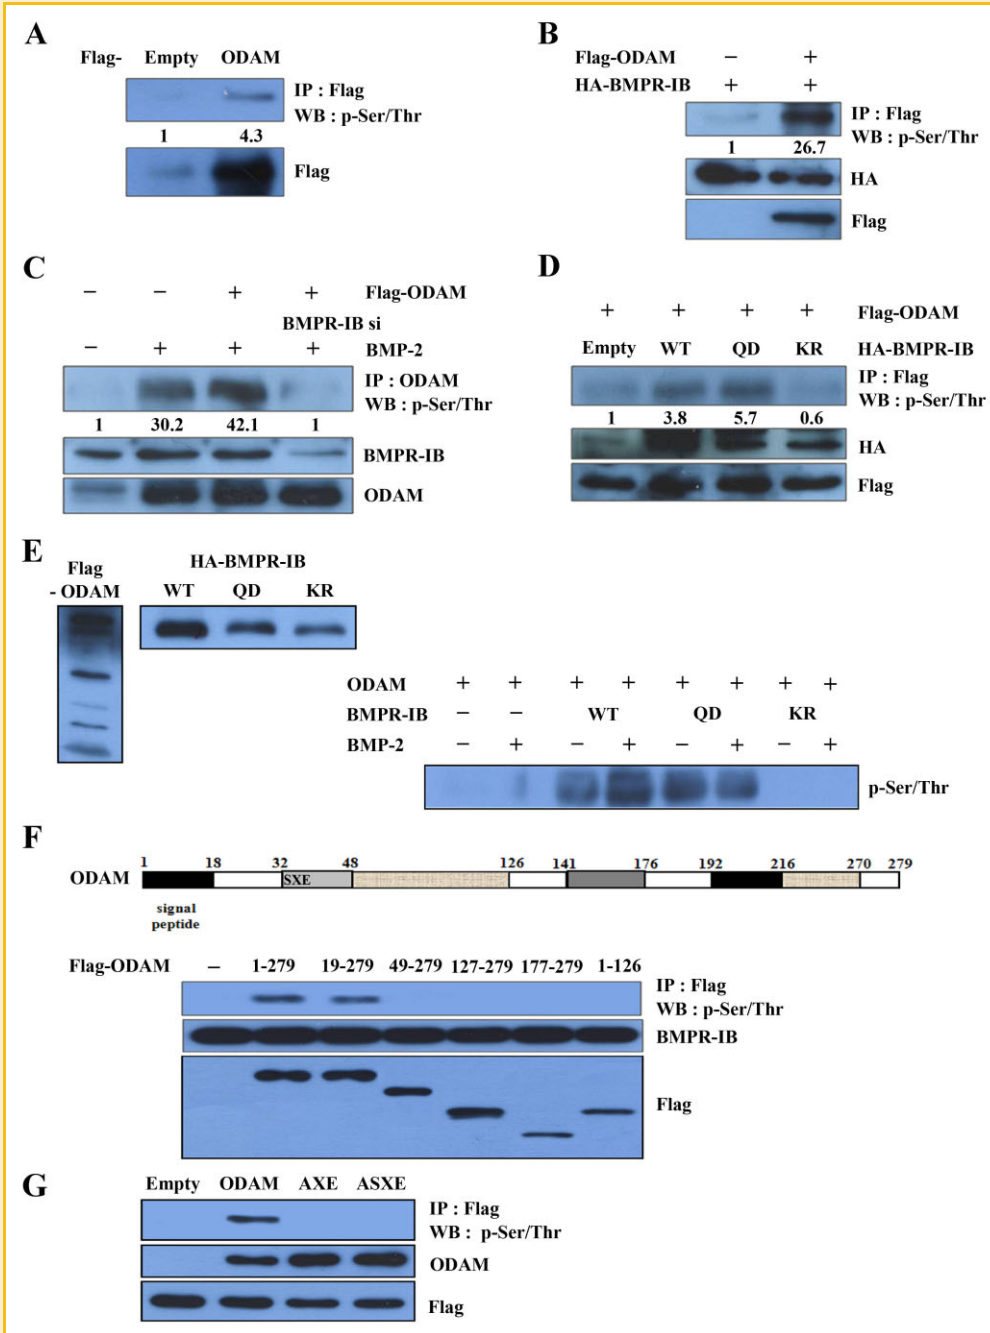 A
Flag- Empty ODAM
IP : Flag
WB : p-Ser/Thr
1 4.3
Flag
B
Flag-ODAM − +
HA-BMPR-IB + +
IP : Flag
WB : p-Ser/Thr
1 26.7
HA
Flag
C
− − + + Flag-ODAM
BMPR-IB si
− + + + BMP-2
IP : ODAM
WB : p-Ser/Thr
1 30.2 42.1 1
BMPR-IB
ODAM
D
+ + + + Flag-ODAM
Empty WT QD KR HA-BMPR-IB
IP : Flag
WB : p-Ser/Thr
1 3.8 5.7 0.6
HA
Flag
E
Flag
- ODAM
HA-BMPR-IB
WT QD KR
ODAM + + + + + + + +
BMPR-IB − − WT QD KR
BMP-2 − + − + − + − +
p-Ser/Thr
F
1 18 32 48 126 141 176 192 216 270 279
ODAM SXE
signal
peptide
Flag-ODAM − 1-279 19-279 49-279 127-279 177-279 1-126
IP : Flag
WB : p-Ser/Thr
BMPR-IB
Flag
G
Empty ODAM AXE ASXE
IP : Flag
WB : p-Ser/Thr
ODAM
Flag